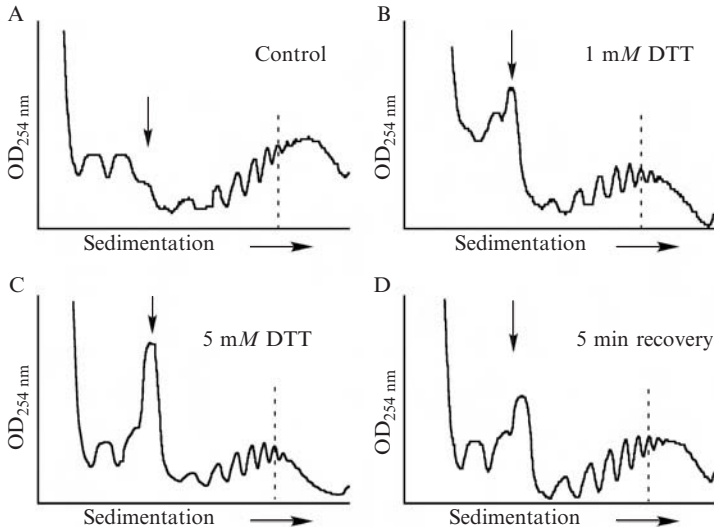 A
Control
OD254 nm
Sedimentation
B
1 mM DTT
OD254 nm
Sedimentation
C
5 mM DTT
OD254 nm
Sedimentation
D
5 min recovery
OD254 nm
Sedimentation